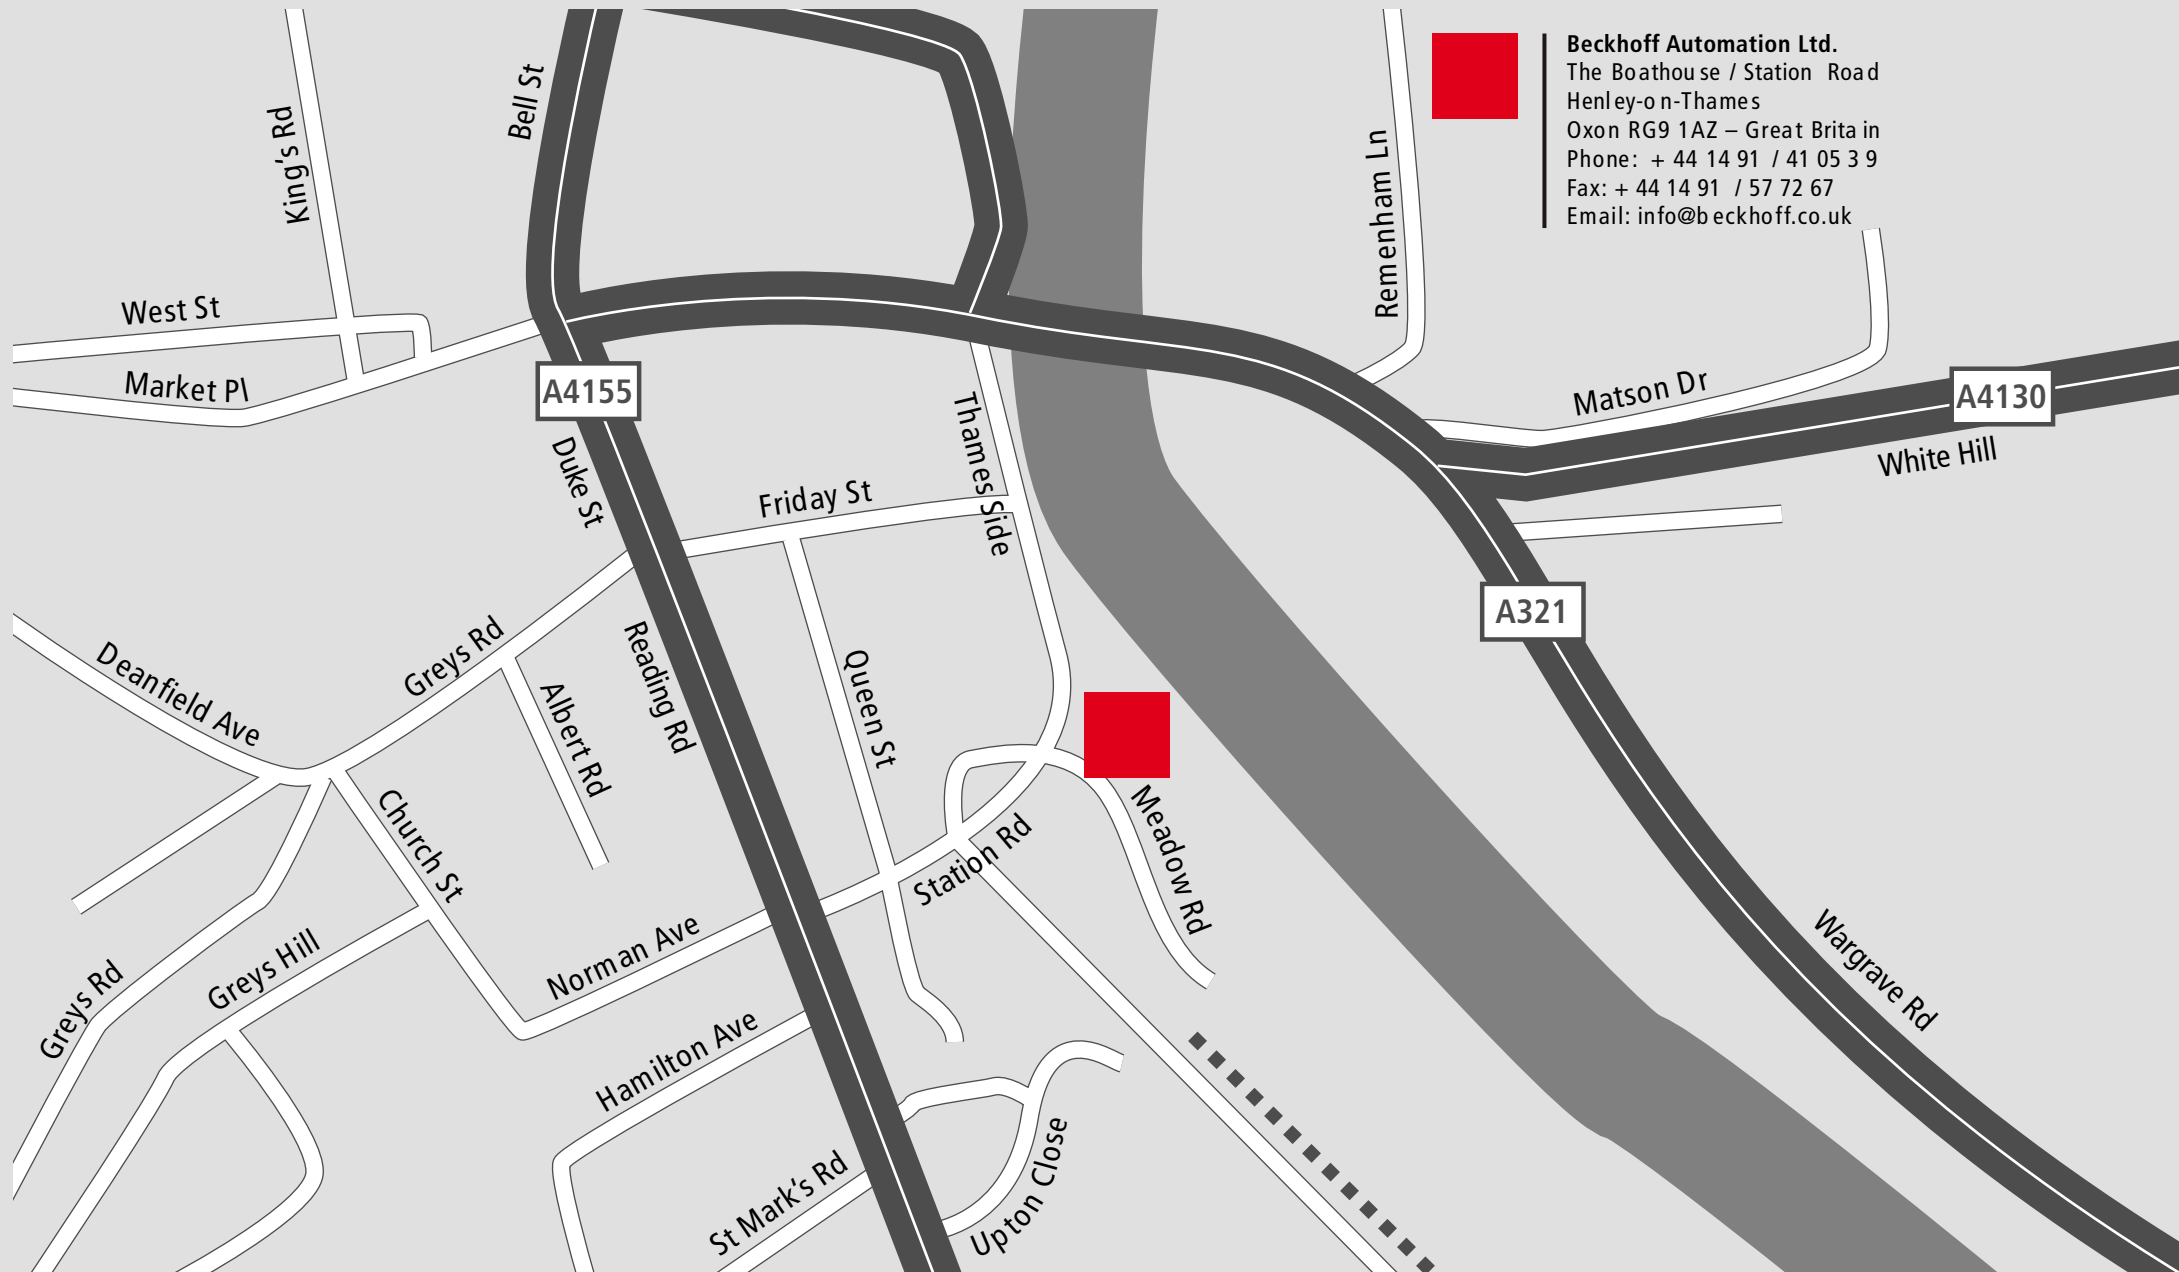 Beckhoff Automation Ltd.
The Boathouse / Station Road
Henley-on-Thames
Oxon RG9 1AZ – Great Britain
Phone: + 44 14 91 / 41 05 3 9
Fax: + 44 14 91 / 57 72 67
Email: info@beckhoff.co.uk
Bell St
King's Rd
Remenham Ln
West St
Market Pl
A4155
Matson Dr
A4130
White Hill
Thames Side
Duke St
Friday St
A321
Deanfield Ave
Greys Rd
Reading Rd
Albert Rd
Queen St
Church St
Station Rd
Meadow Rd
Norman Ave
Greys Hill
Greys Rd
Wargrave Rd
Hamilton Ave
St Mark‘s Rd
Upton Close